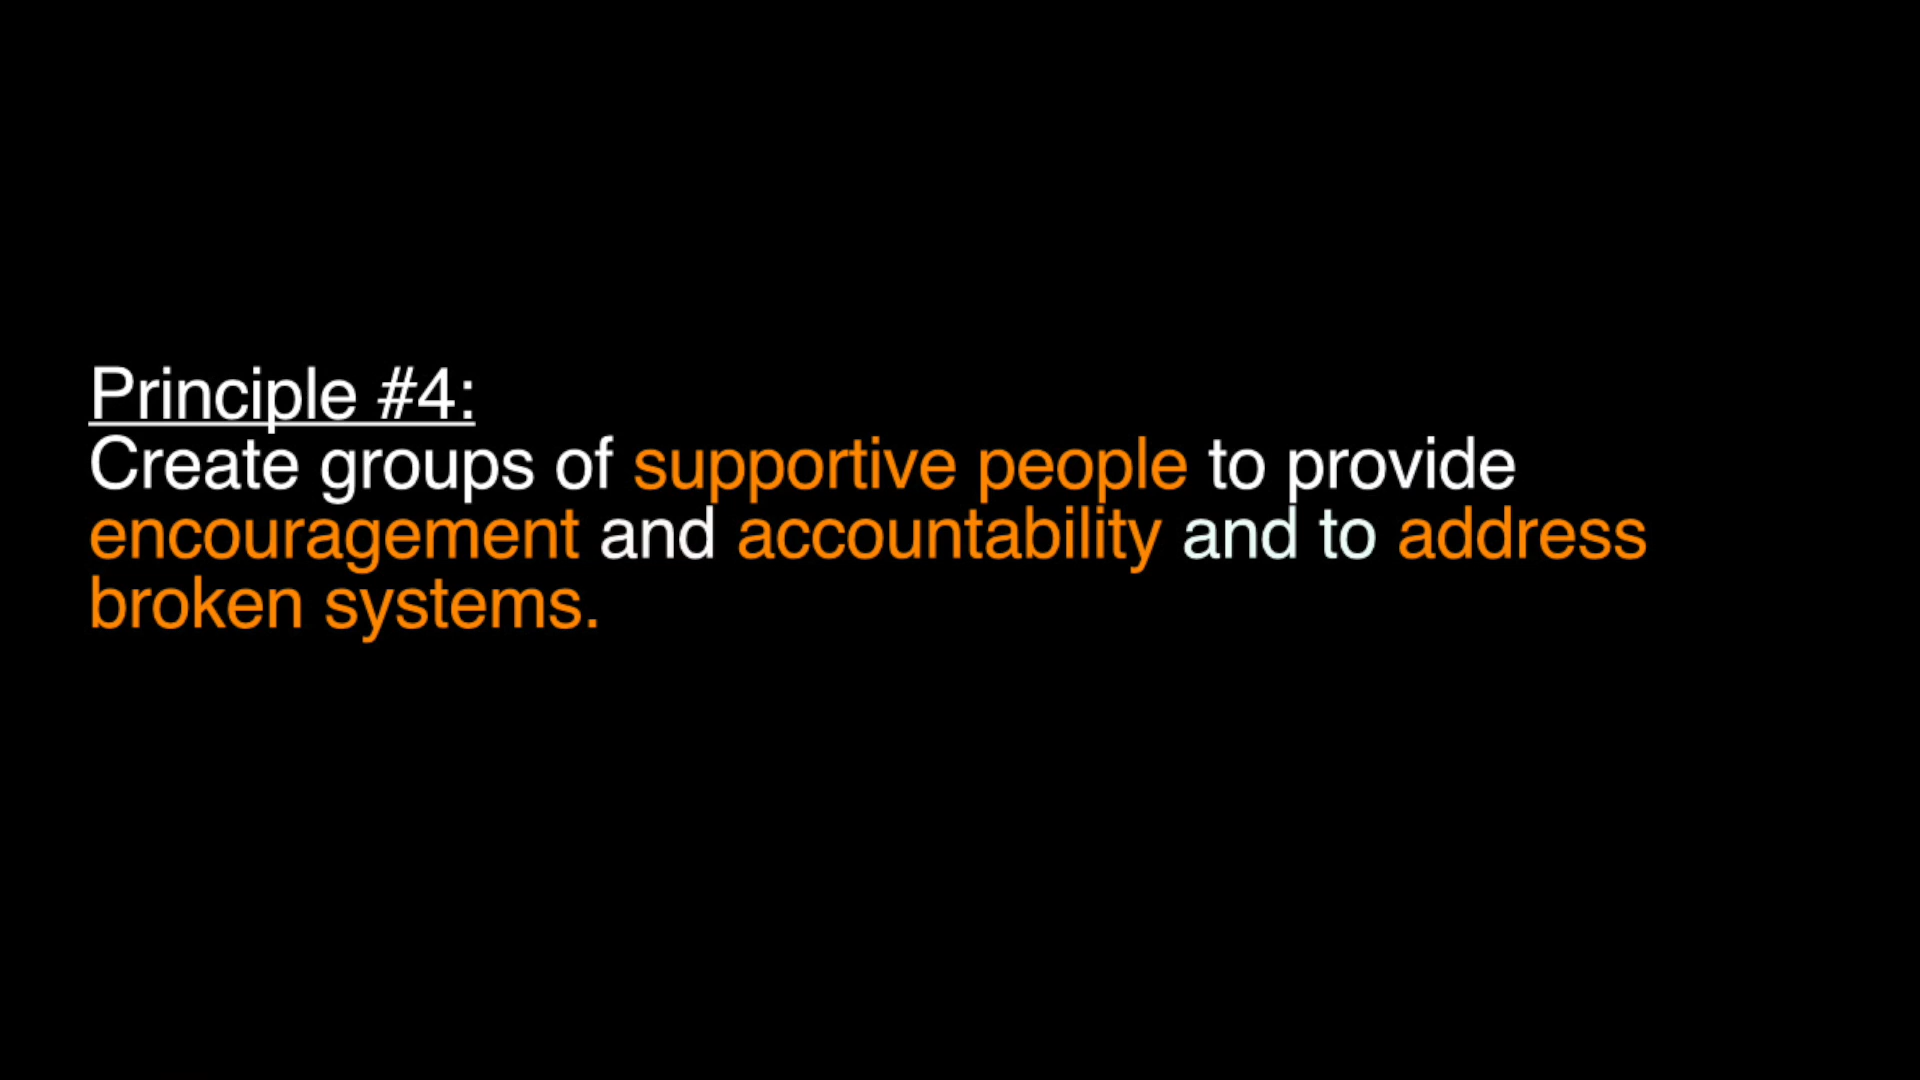 Principle #4:
Create groups of supportive people to provide
encouragement and accountability and to address
broken systems.